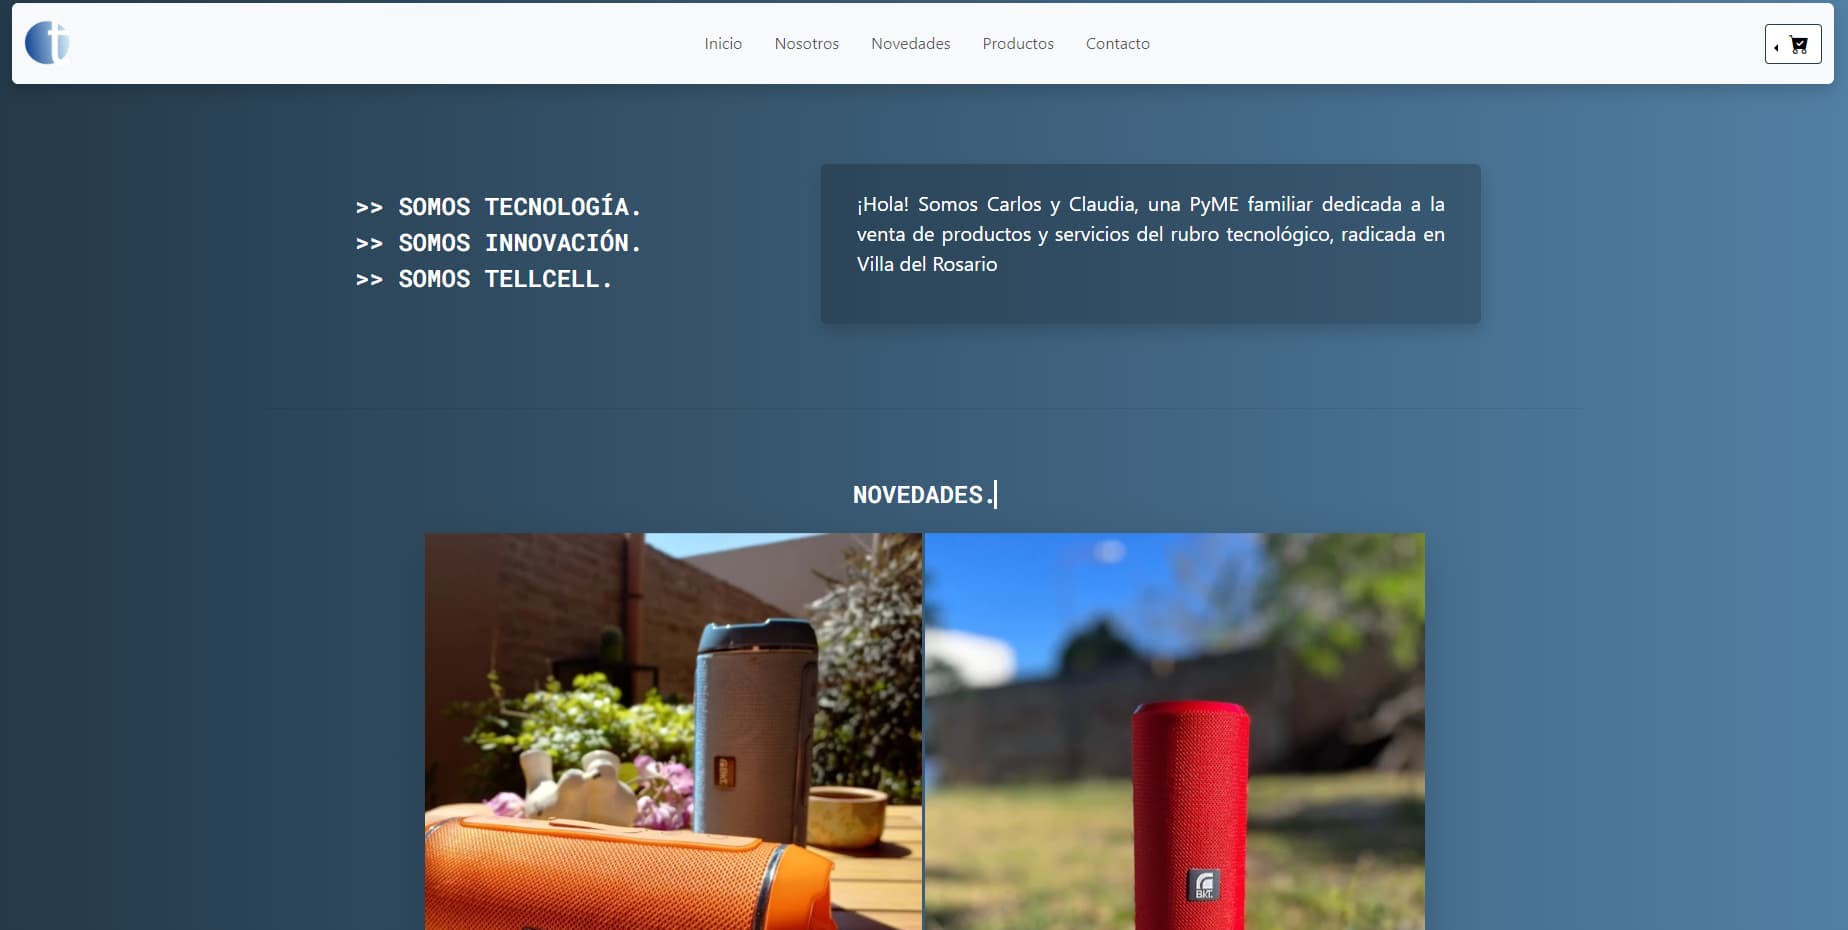 t
Inicio Nosotros Novedades Productos Contacto
>> SOMOS TECNOLOGÍA.
>> SOMOS INNOVACIÓN.
>> SOMOS TELLCELL.
¡Hola! Somos Carlos y Claudia, una PyME familiar dedicada a la
venta de productos y servicios del rubro tecnológico, radicada en
Villa del Rosario
NOVEDADES.
BKT.
BKT.